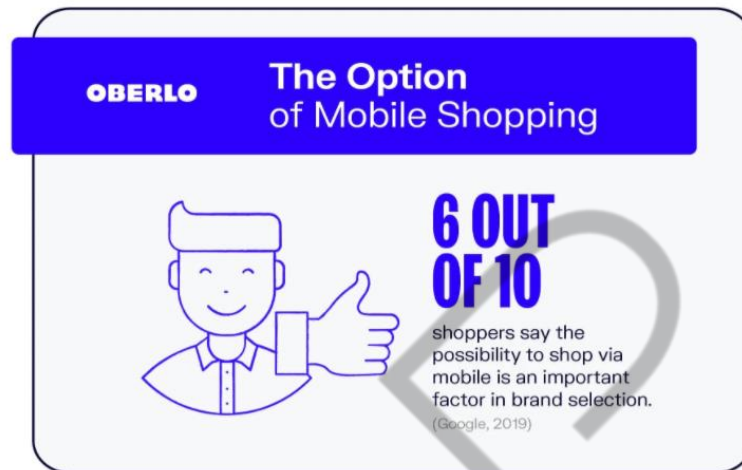 OBERLO
The Option
of Mobile Shopping
6 OUT
OF 10
shoppers say the
possibility to shop via
mobile is an important
factor in brand selection.
(Google, 2019)